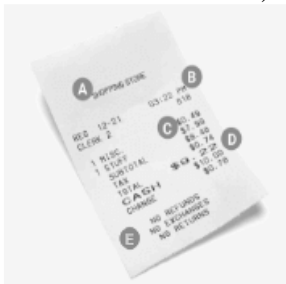 A SHOPPING STORE
B
REG 12-21 03:22 PM
CLERK 2 618
C
1 MISC. $0.49
1 STUFF $7.99
SUBTOTAL $8.48
TAX $0.74
D
TOTAL $9.22
CASH $10.00
CHANGE $0.78
E
NO REFUNDS
NO EXCHANGES
NO RETURNS